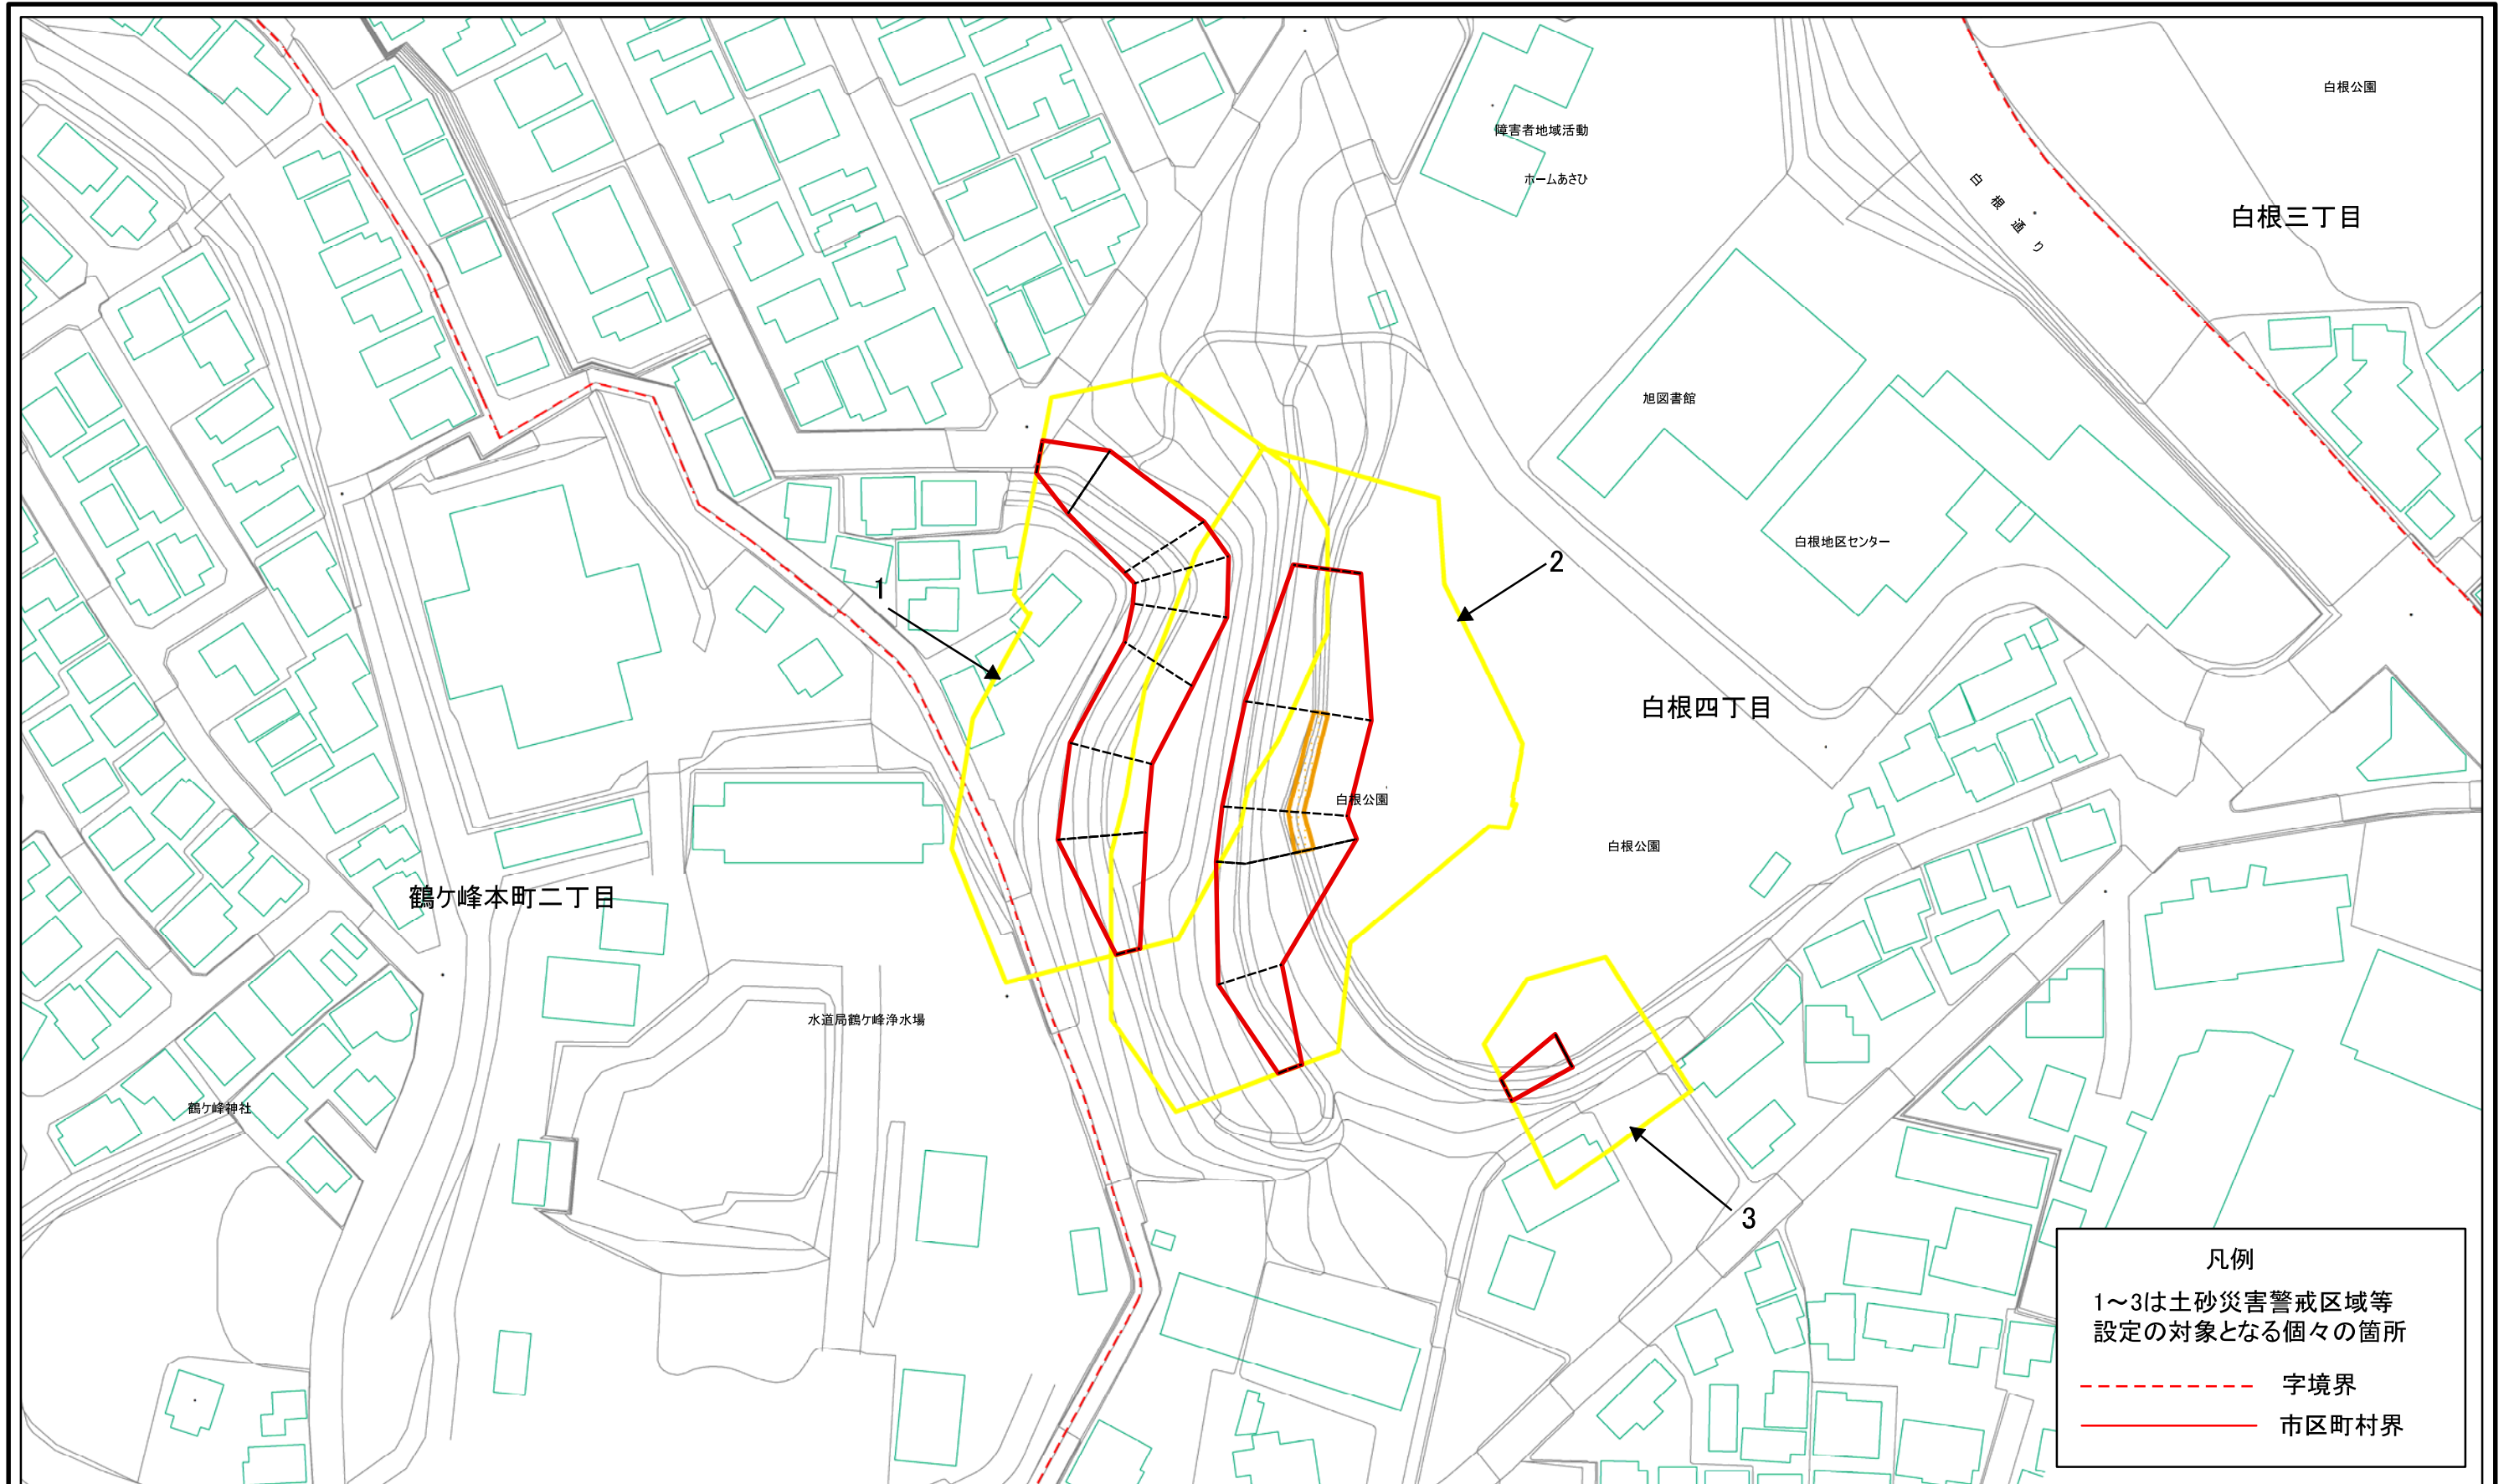 白根公園
障害者地域活動
ホームあさひ
白根通り
白根三丁目
旭図書館
白根地区センター
2
1
白根四丁目
白根公園
白根公園
鶴ケ峰本町二丁目
水道局鶴ケ峰浄水場
鶴ケ峰神社
3
凡例
1～3は土砂災害警戒区域等
設定の対象となる個々の箇所
字境界
市区町村界